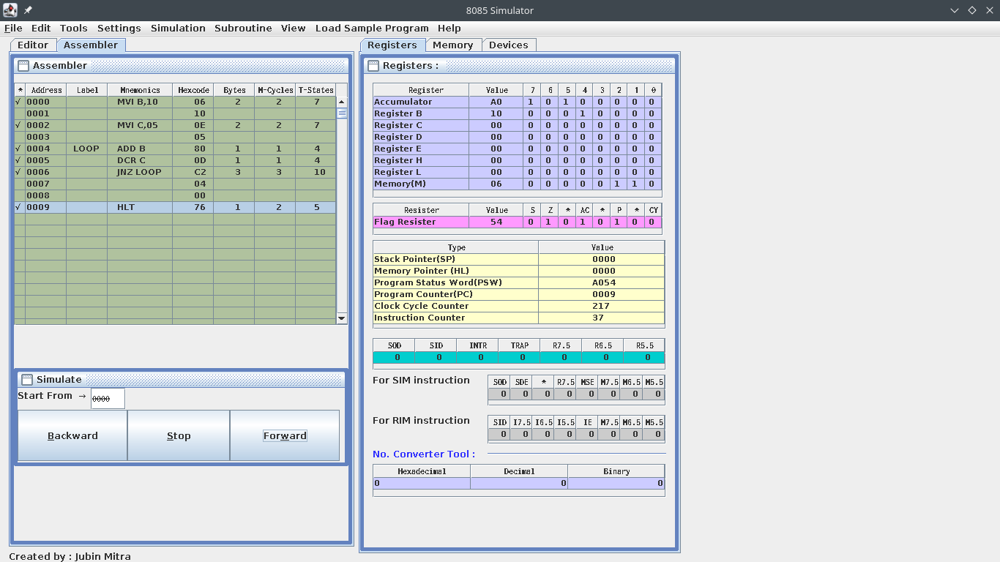 8085 Simulator
File Edit Tools Settings Simulation Subroutine View Load Sample Program Help
Editor Assembler
Assembler
* Address Label Mnemonics Hexcode Bytes M-Cycles T-States
√ 0000 MVI B,10 06 2 2 7
0001 10
√ 0002 MVI C,05 0E 2 2 7
0003 05
√ 0004 LOOP ADD B 80 1 1 4
√ 0005 DCR C 0D 1 1 4
√ 0006 JNZ LOOP C2 3 3 10
0007 04
0008 00
√ 0009 HLT 76 1 2 5
Simulate
Start From → 0000
Backward Stop Forward
Created by : Jubin Mitra
Registers Memory Devices
Registers :
Register Value 7 6 5 4 3 2 1 0
Accumulator A0 1 0 1 0 0 0 0 0
Register B 10 0 0 0 1 0 0 0 0
Register C 00 0 0 0 0 0 0 0 0
Register D 00 0 0 0 0 0 0 0 0
Register E 00 0 0 0 0 0 0 0 0
Register H 00 0 0 0 0 0 0 0 0
Register L 00 0 0 0 0 0 0 0 0
Memory(M) 06 0 0 0 0 0 1 1 0
Resister Value S Z * AC * P * CY
Flag Resister 54 0 1 0 1 0 1 0 0
Type Value
Stack Pointer(SP) 0000
Memory Pointer (HL) 0000
Program Status Word(PSW) A054
Program Counter(PC) 0009
Clock Cycle Counter 217
Instruction Counter 37
SOD SID INTR TRAP R7.5 R6.5 R5.5
0 0 0 0 0 0 0
For SIM instruction
SOD SDE * R7.5 MSE M7.5 M6.5 M5.5
0 0 0 0 0 0 0 0
For RIM instruction
SID I7.5 I6.5 I5.5 IE M7.5 M6.5 M5.5
0 0 0 0 0 0 0 0
No. Converter Tool :
Hexadecimal Decimal Binary
0 0 0